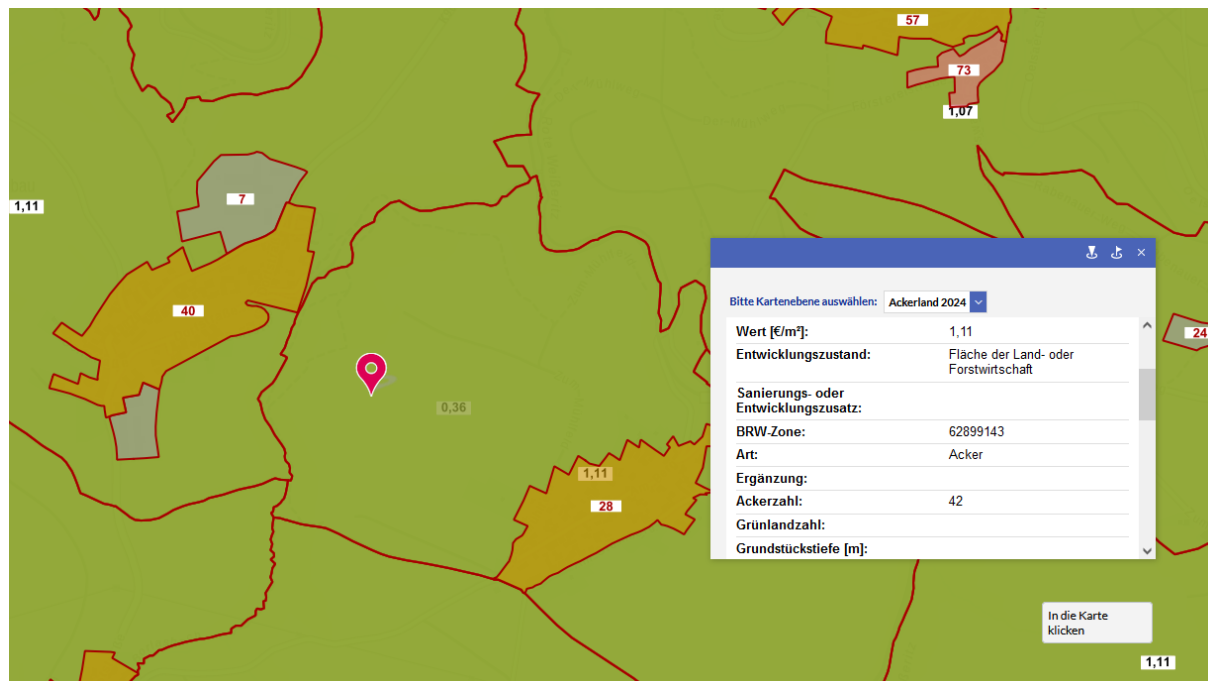 57
73
1,07
7
1,11
40
0,36
1,11
28
24
Bitte Kartenebene auswählen: Ackerland 2024
Wert [€/m²]: 1,11
Entwicklungszustand: Fläche der Land- oder
Forstwirtschaft
Sanierungs- oder
Entwicklungszusatz:
BRW-Zone: 62899143
Art: Acker
Ergänzung:
Ackerzahl: 42
Grünlandzahl:
Grundstückstiefe [m]:
In die Karte
klicken
1,11